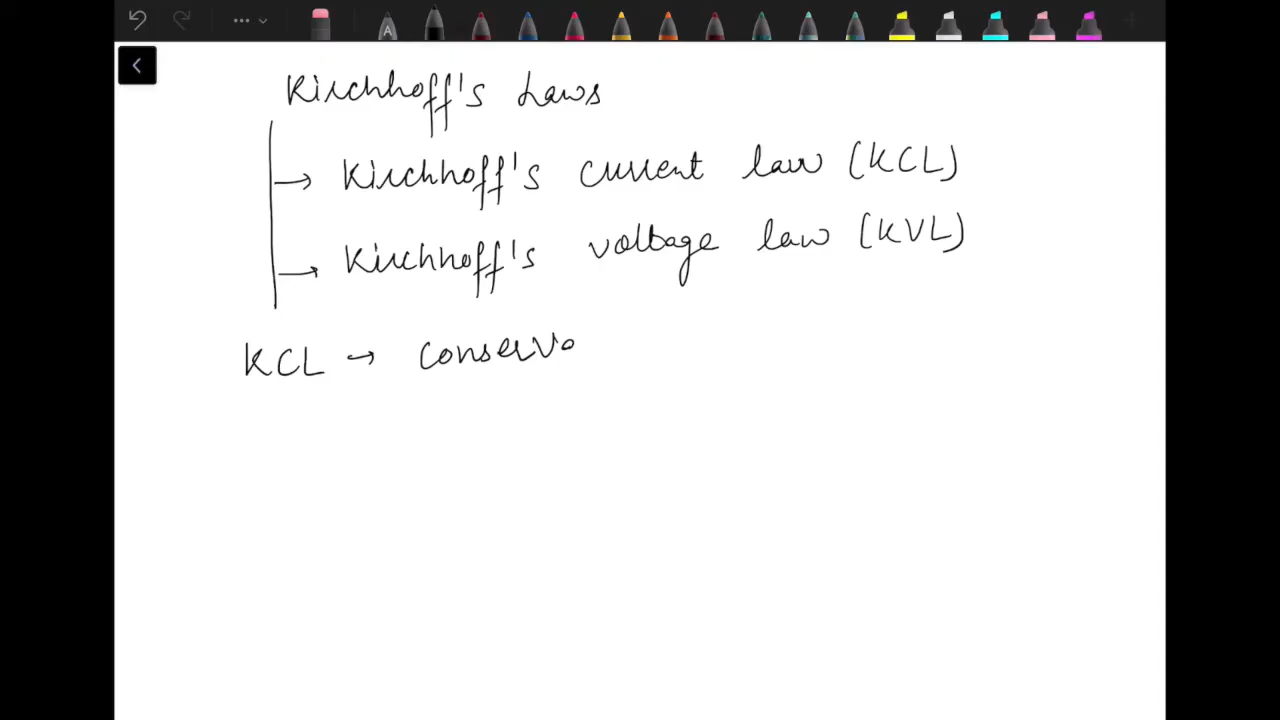 Kirchhoff's Laws
→ Kirchhoff's current law (KCL)
→ Kirchhoff's voltage law (KVL)
KCL → conserva